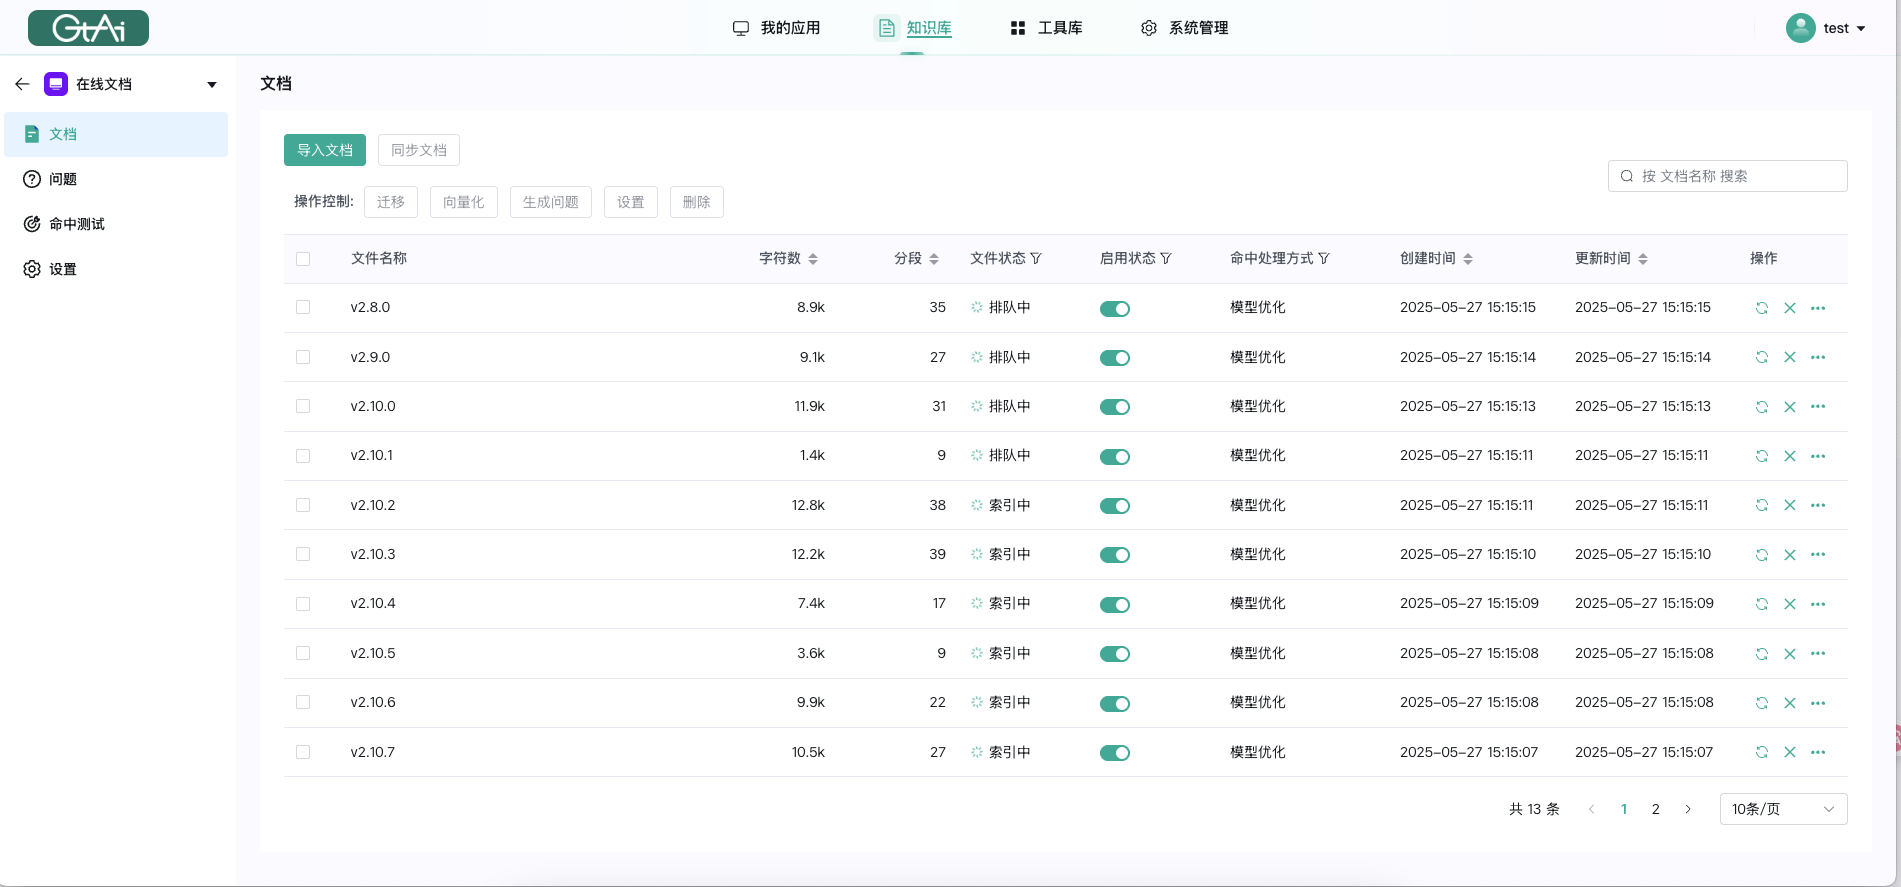 GtAi 我的应用 知识库 工具库 系统管理 test
在线文档
文档
问题
命中测试
设置
文档
导入文档 同步文档
操作控制: 迁移 向量化 生成问题 设置 删除
按 文档名称 搜索
文件名称 字符数 分段 文件状态 启用状态 命中处理方式 创建时间 更新时间 操作
v2.8.0 8.9k 35 排队中 模型优化 2025-05-27 15:15:15 2025-05-27 15:15:15
v2.9.0 9.1k 27 排队中 模型优化 2025-05-27 15:15:14 2025-05-27 15:15:14
v2.10.0 11.9k 31 排队中 模型优化 2025-05-27 15:15:13 2025-05-27 15:15:13
v2.10.1 1.4k 9 排队中 模型优化 2025-05-27 15:15:11 2025-05-27 15:15:11
v2.10.2 12.8k 38 索引中 模型优化 2025-05-27 15:15:11 2025-05-27 15:15:11
v2.10.3 12.2k 39 索引中 模型优化 2025-05-27 15:15:10 2025-05-27 15:15:10
v2.10.4 7.4k 17 索引中 模型优化 2025-05-27 15:15:09 2025-05-27 15:15:09
v2.10.5 3.6k 9 索引中 模型优化 2025-05-27 15:15:08 2025-05-27 15:15:08
v2.10.6 9.9k 22 索引中 模型优化 2025-05-27 15:15:08 2025-05-27 15:15:08
v2.10.7 10.5k 27 索引中 模型优化 2025-05-27 15:15:07 2025-05-27 15:15:07
共 13 条 1 2 10条/页